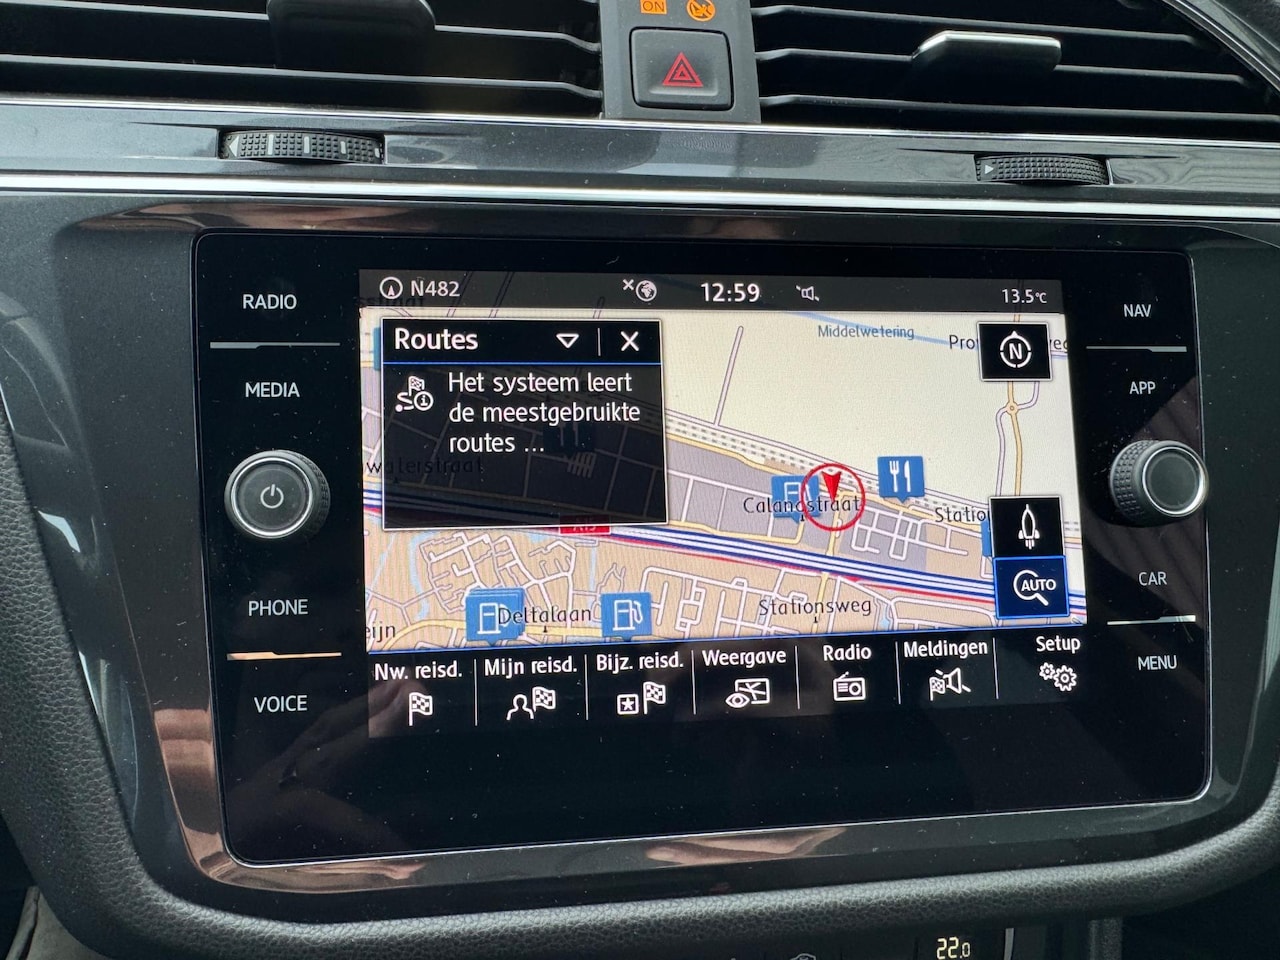 ON
RADIO
MEDIA
PHONE
VOICE
NAV
APP
CAR
MENU
N482
12:59
13.5°C
Routes
X
Het systeem leert
de meestgebruikte
routes ...
Middelwetering
N
Calandstraat
Statio
AUTO
Deltalaan
Stationsweg
eijn
Nw. reisd.
Mijn reisd.
Bijz. reisd.
Weergave
Radio
Meldingen
Setup
22.0